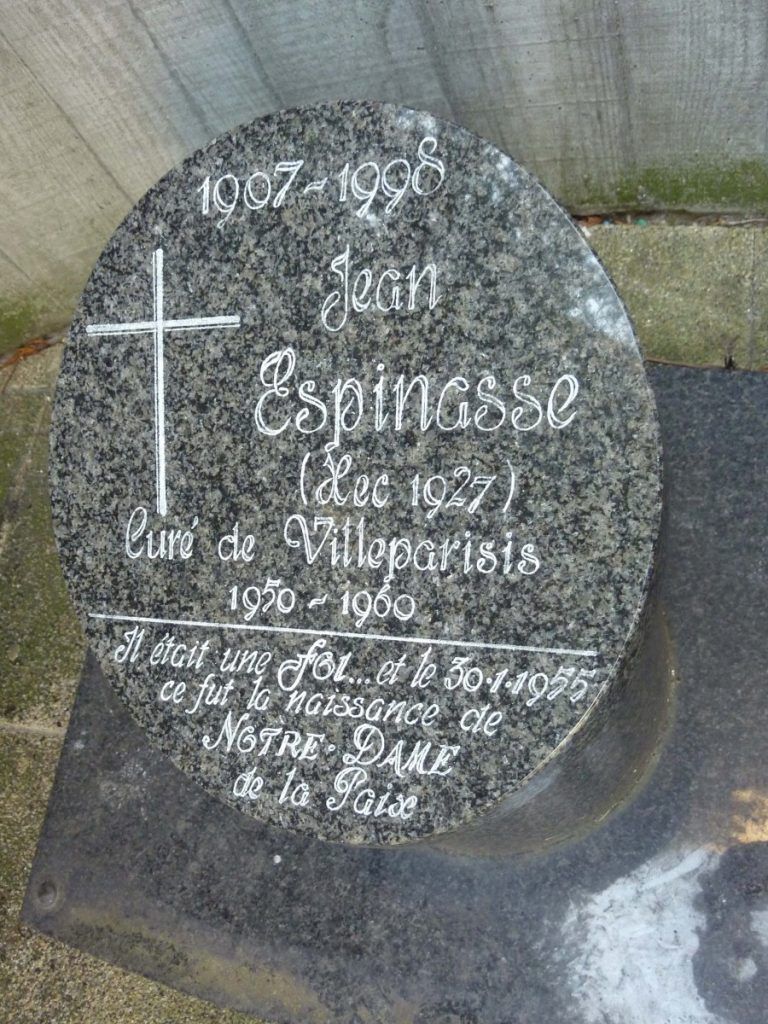 1907-1998
Jean
Espinasse
(Hec 1927)
Curé de Villeparisis
1950 - 1960
Il était une foi... et le 30.1.1955
ce fut la naissance de
NOTRE-DAME
de la Paix